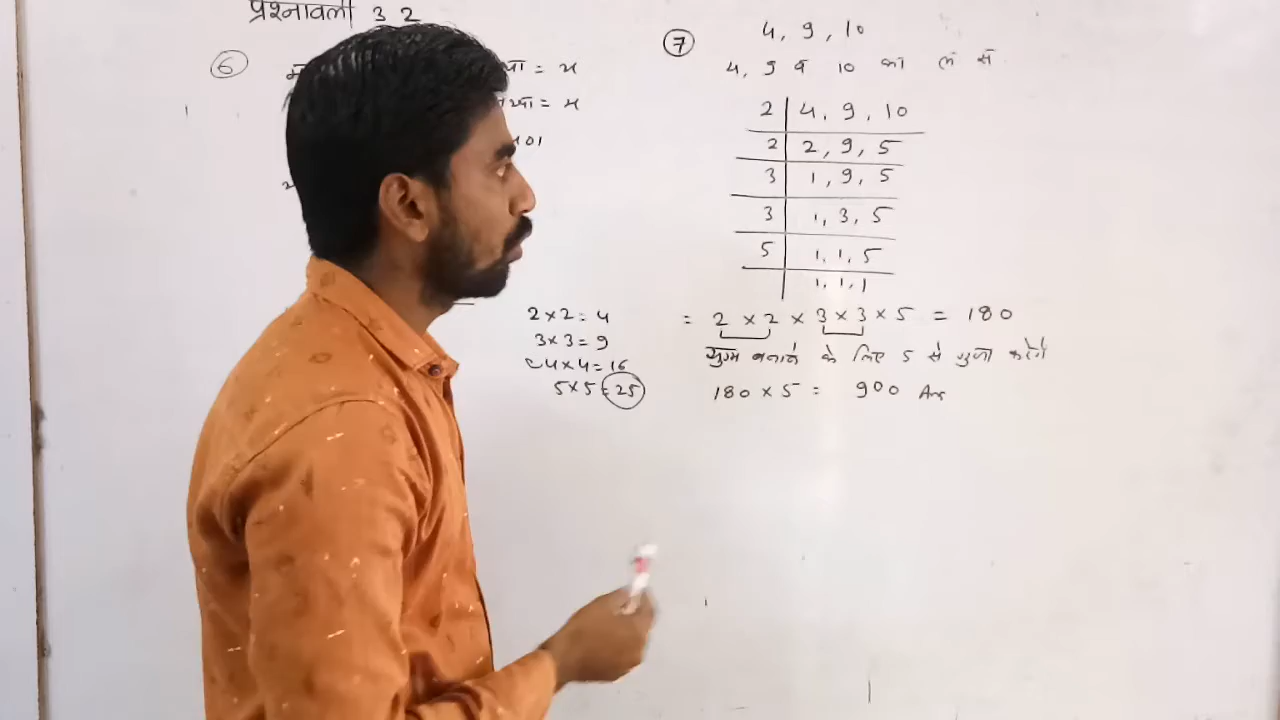 प्रश्नावली 3 2
6
= म
= म
2 × 2 = 4
3 × 3 = 9
4 × 4 = 16
5 × 5 = 25
7 4, 9, 10
4, 9 व 10 का ल स
2 4, 9, 10
2 2, 9, 5
3 1, 9, 5
3 1, 3, 5
5 1, 1, 5
1, 1, 1
= 2 × 2 × 3 × 3 × 5 = 180
युग्म बनाने के लिए 5 से गुणा करेंगे
180 × 5 = 900 Ans